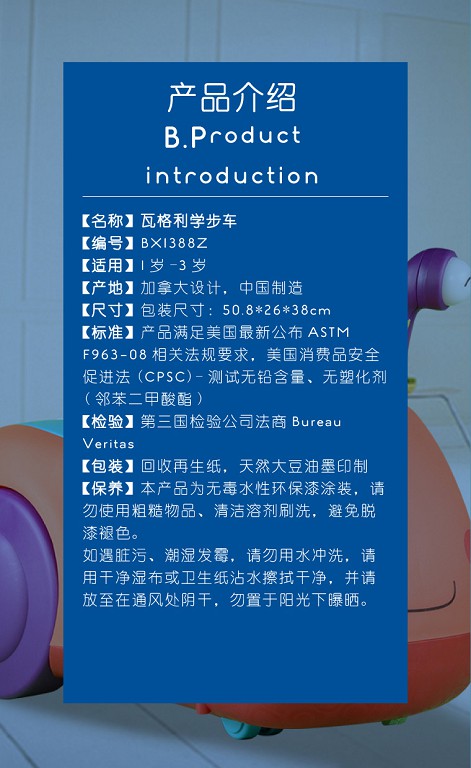 产品介绍
B.Product
introduction
【名称】瓦格利学步车
【编号】BX1388Z
【适用】1岁-3岁
【产地】加拿大设计，中国制造
【尺寸】包装尺寸：50.8*26*38cm
【标准】产品满足美国最新公布 ASTM
F963-08 相关法规要求，美国消费品安全
促进法（CPSC）- 测试无铅含量、无塑化剂
（邻苯二甲酸酯）
【检验】第三国检验公司法商 Bureau
Veritas
【包装】回收再生纸，天然大豆油墨印制
【保养】本产品为无毒水性环保漆涂装，请
勿使用粗糙物品、清洁溶剂刷洗，避免脱
漆褪色。
如遇脏污、潮湿发霉，请勿用水冲洗，请
用干净湿布或卫生纸沾水擦拭干净，并请
放至在通风处阴干，勿置于阳光下曝晒。